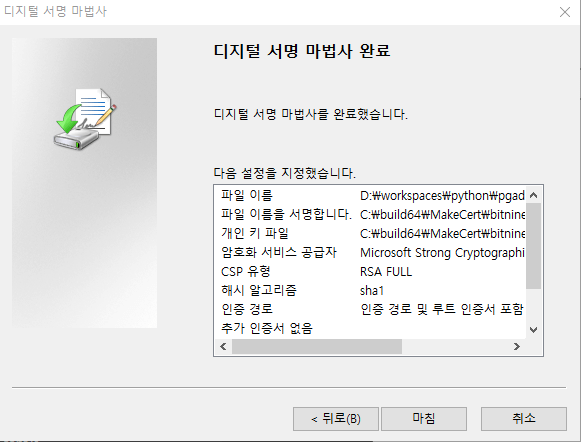 디지털 서명 마법사
디지털 서명 마법사 완료
디지털 서명 마법사를 완료했습니다.
다음 설정을 지정했습니다.
파일 이름 D:₩workspaces₩python₩pgad
파일 이름을 서명합니다. C:₩build64₩MakeCert₩bitnine
개인 키 파일 C:₩build64₩MakeCert₩bitnine
암호화 서비스 공급자 Microsoft Strong Cryptographi
CSP 유형 RSA FULL
해시 알고리즘 sha1
인증 경로 인증 경로 및 루트 인증서 포함
추가 인증서 없음
< 뒤로(B)
마침
취소